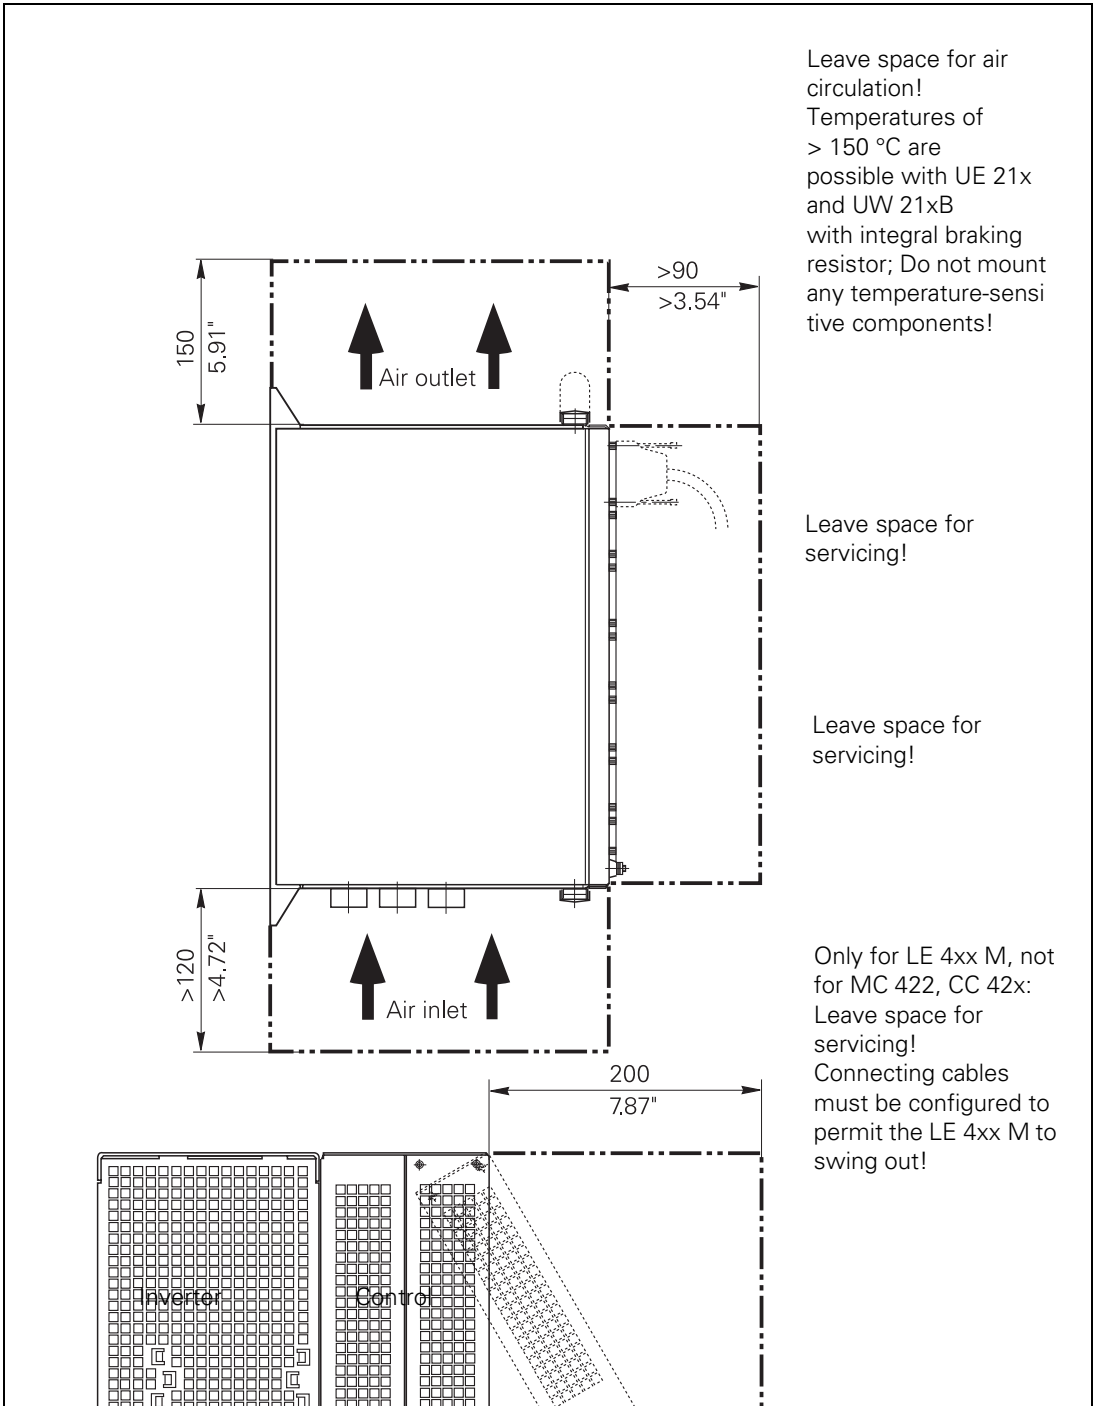 Leave space for air
circulation!
Temperatures of
> 150 °C are
possible with UE 21x
and UW 21xB
with integral braking
resistor; Do not mount
any temperature-sensi
tive components!
>90
>3.54"
150
5.91"
Air outlet
Leave space for
servicing!
Leave space for
servicing!
>120
>4.72"
Air inlet
Only for LE 4xx M, not
for MC 422, CC 42x:
Leave space for
servicing!
Connecting cables
must be configured to
permit the LE 4xx M to
swing out!
200
7.87"
Inverter
Control